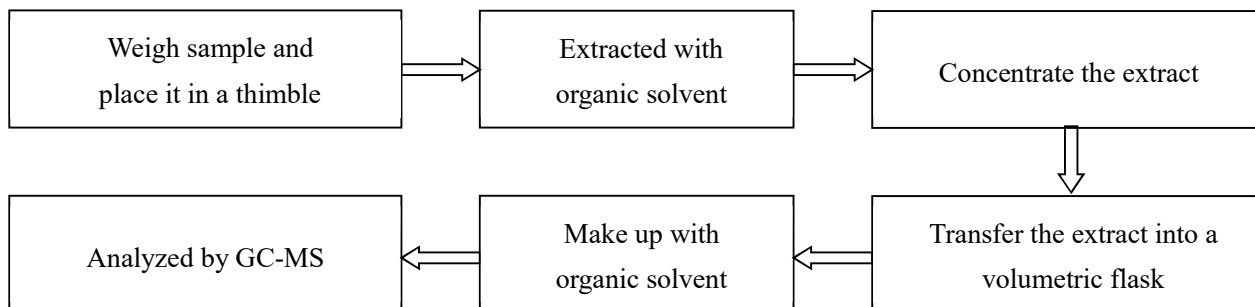 Weigh sample and
place it in a thimble
Extracted with
organic solvent
Concentrate the extract
Transfer the extract into a
volumetric flask
Make up with
organic solvent
Analyzed by GC-MS